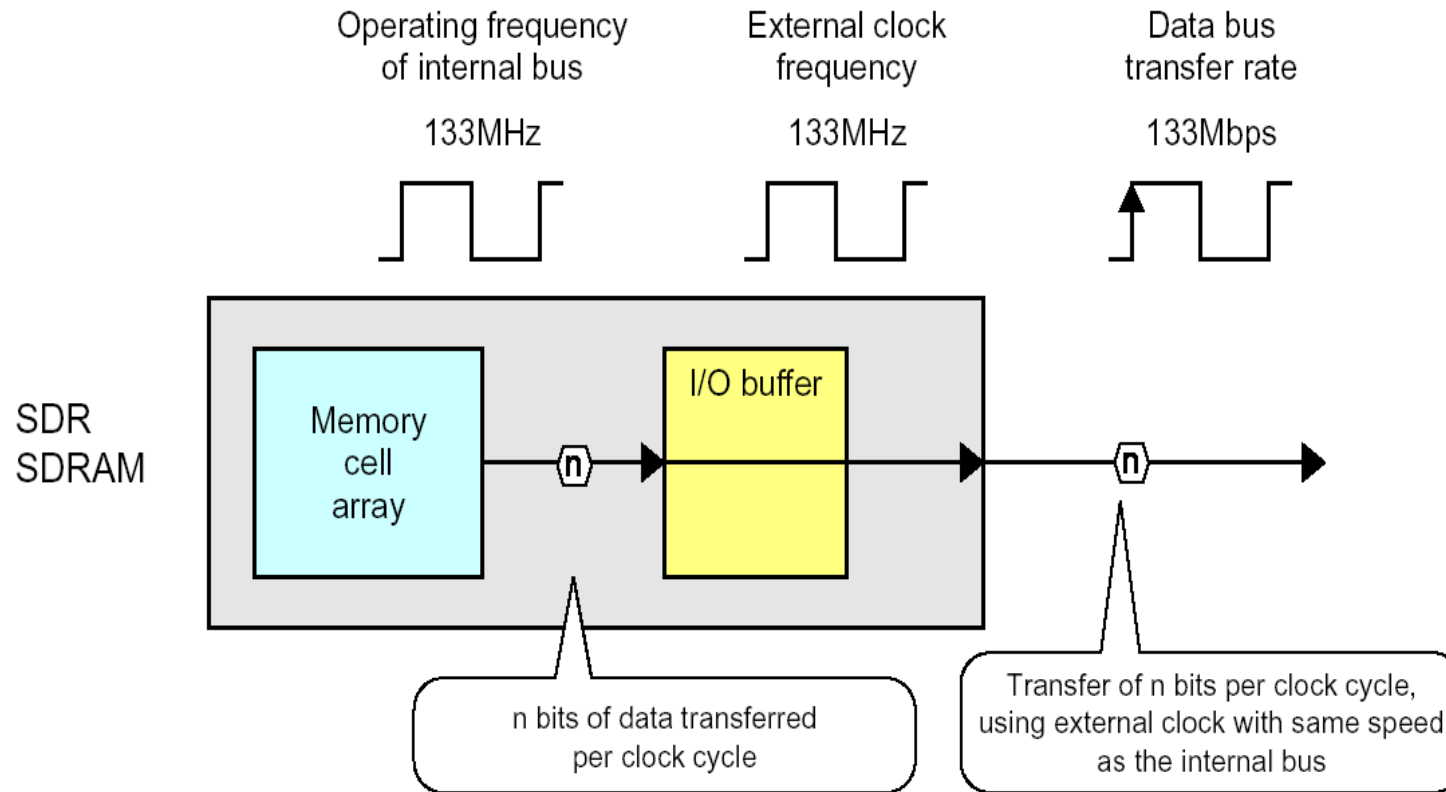 Operating frequency
of internal bus
External clock
frequency
Data bus
transfer rate
133MHz
133MHz
133Mbps
SDR
SDRAM
Memory
cell
array
n
I/O buffer
n
n bits of data transferred
per clock cycle
Transfer of n bits per clock cycle,
using external clock with same speed
as the internal bus